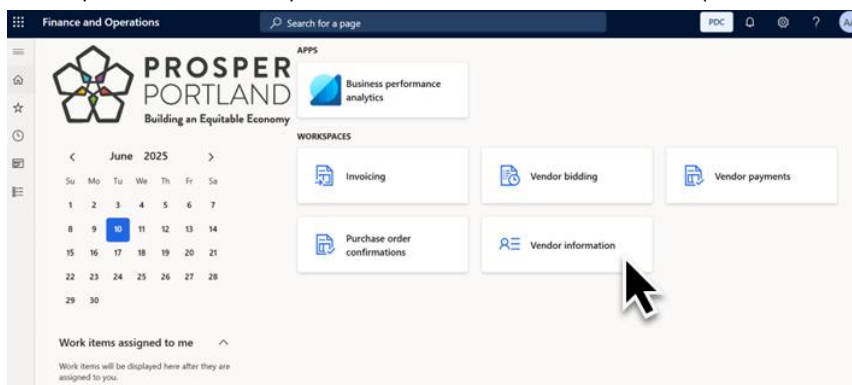 Finance and Operations
Search for a page
PDC
?
PROSPER
PORTLAND
Building an Equitable Economy
APPS
Business performance
analytics
WORKSPACES
Invoicing
Vendor bidding
Vendor payments
Purchase order
confirmations
Vendor information
June 2025
Su Mo Tu We Th Fr Sa
1 2 3 4 5 6 7
8 9 10 11 12 13 14
15 16 17 18 19 20 21
22 23 24 25 26 27 28
29 30
Work items assigned to me
Work items will be displayed here after they are
assigned to you.